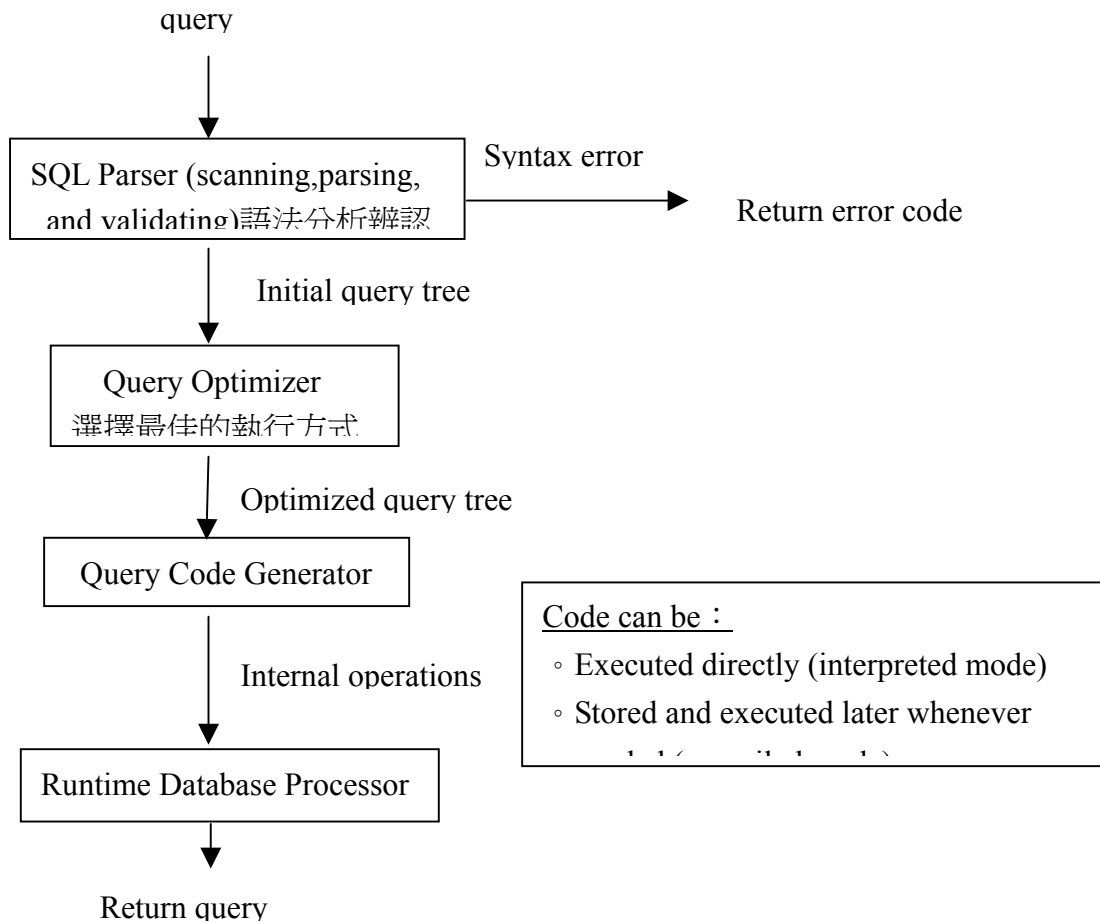 query
SQL Parser (scanning,parsing,
and validating)語法分析辨認
Syntax error
Return error code
Initial query tree
Query Optimizer
選擇最佳的執行方式
Optimized query tree
Query Code Generator
Code can be：
。Executed directly (interpreted mode)
。Stored and executed later whenever
Internal operations
Runtime Database Processor
Return query